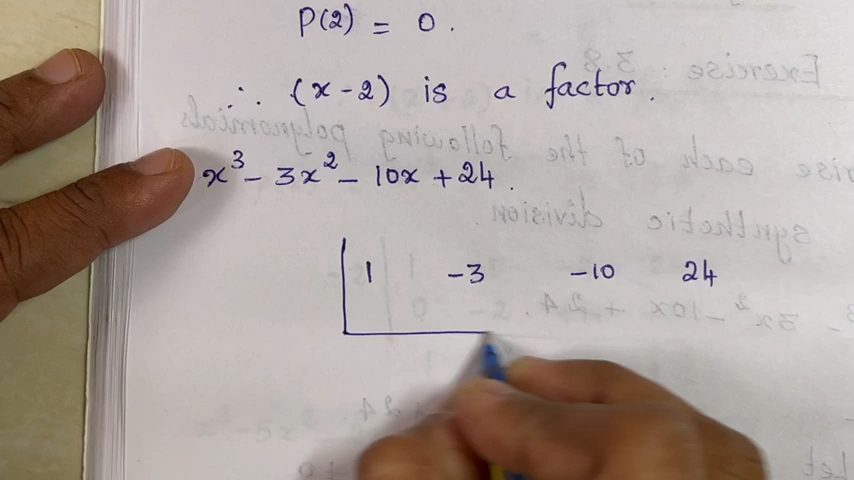 P(2) = 0.
∴ (x-2) is a factor.
x³ - 3x² - 10x + 24.
1 -3 -10 24